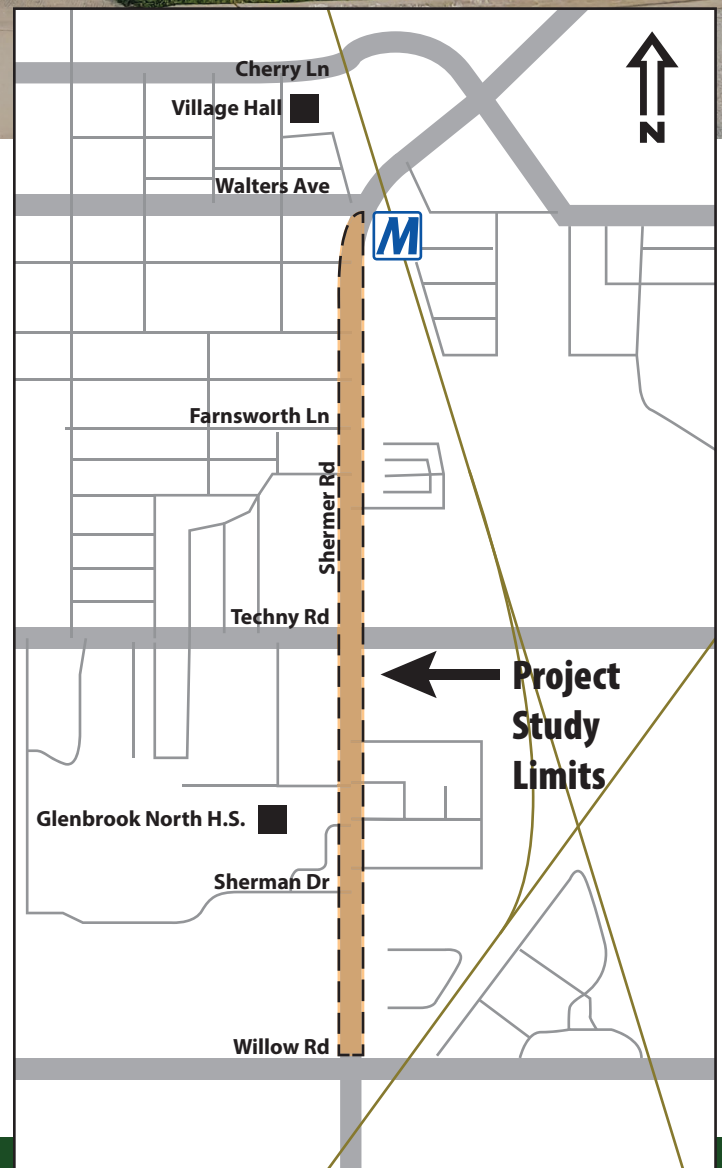 Cherry Ln
Village Hall
N
Walters Ave
M
Farnsworth Ln
Shermer Rd
Techny Rd
Project
Study
Limits
Glenbrook North H.S.
Sherman Dr
Willow Rd